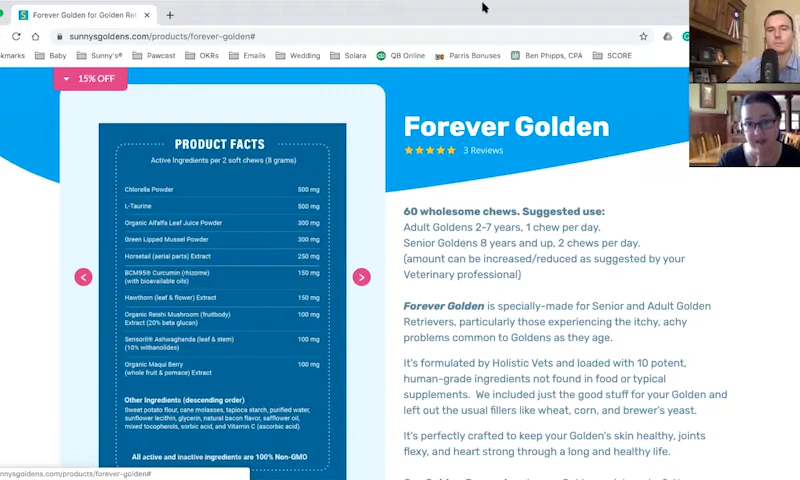 Forever Golden for Golden Ret
sunnysgoldens.com/products/forever-golden#
okmarks
Baby
Sunny's®
Pawcast
OKRs
Emails
Wedding
Solara
QB Online
Parris Bonuses
Ben Phipps, CPA
SCORE
15% OFF
PRODUCT FACTS
Active Ingredients per 2 soft chews (8 grams)
Chlorella Powder 500 mg
L-Taurine 500 mg
Organic Alfalfa Leaf Juice Powder 300 mg
Green Lipped Mussel Powder 300 mg
Horsetail (aerial parts) Extract 250 mg
BCM95® Curcumin (rhizome) 150 mg
(with bioavailable oils)
Hawthorn (leaf & flower) Extract 150 mg
Organic Reishi Mushroom (fruitbody) 100 mg
Extract (20% beta glucan)
Sensoril® Ashwaghanda (leaf & stem) 100 mg
(10% withanolides)
Organic Maqui Berry 100 mg
(whole fruit & pomace) Extract
Other Ingredients (descending order)
Sweet potato flour, cane molasses, tapioca starch, purified water,
sunflower lecithin, glycerin, natural bacon flavor, safflower oil,
mixed tocopherols, sorbic acid, and Vitamin C (ascorbic acid).
All active and inactive ingredients are 100% Non-GMO
Forever Golden
3 Reviews
60 wholesome chews. Suggested use:
Adult Goldens 2-7 years, 1 chew per day.
Senior Goldens 8 years and up, 2 chews per day.
(amount can be increased/reduced as suggested by your
Veterinary professional)
Forever Golden is specially-made for Senior and Adult Golden
Retrievers, particularly those experiencing the itchy, achy
problems common to Goldens as they age.
It's formulated by Holistic Vets and loaded with 10 potent,
human-grade ingredients not found in food or typical
supplements. We included just the good stuff for your Golden and
left out the usual fillers like wheat, corn, and brewer's yeast.
It's perfectly crafted to keep your Golden's skin healthy, joints
flexy, and heart strong through a long and healthy life.
unnysgoldens.com/products/forever-golden#